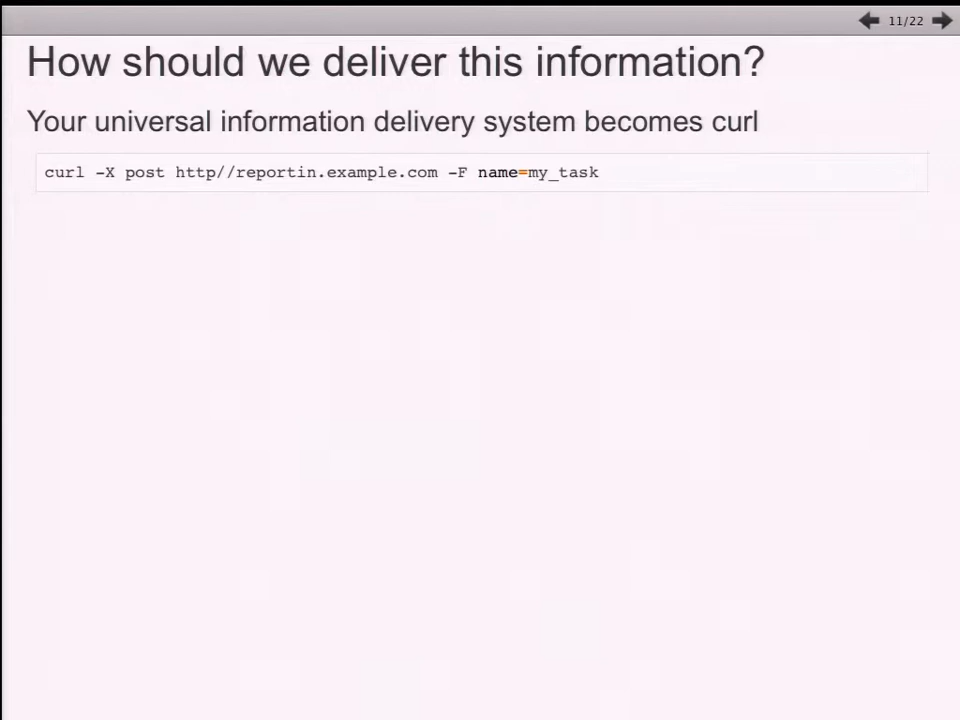 11/22
How should we deliver this information?
Your universal information delivery system becomes curl
curl -X post http//reportin.example.com -F name=my_task